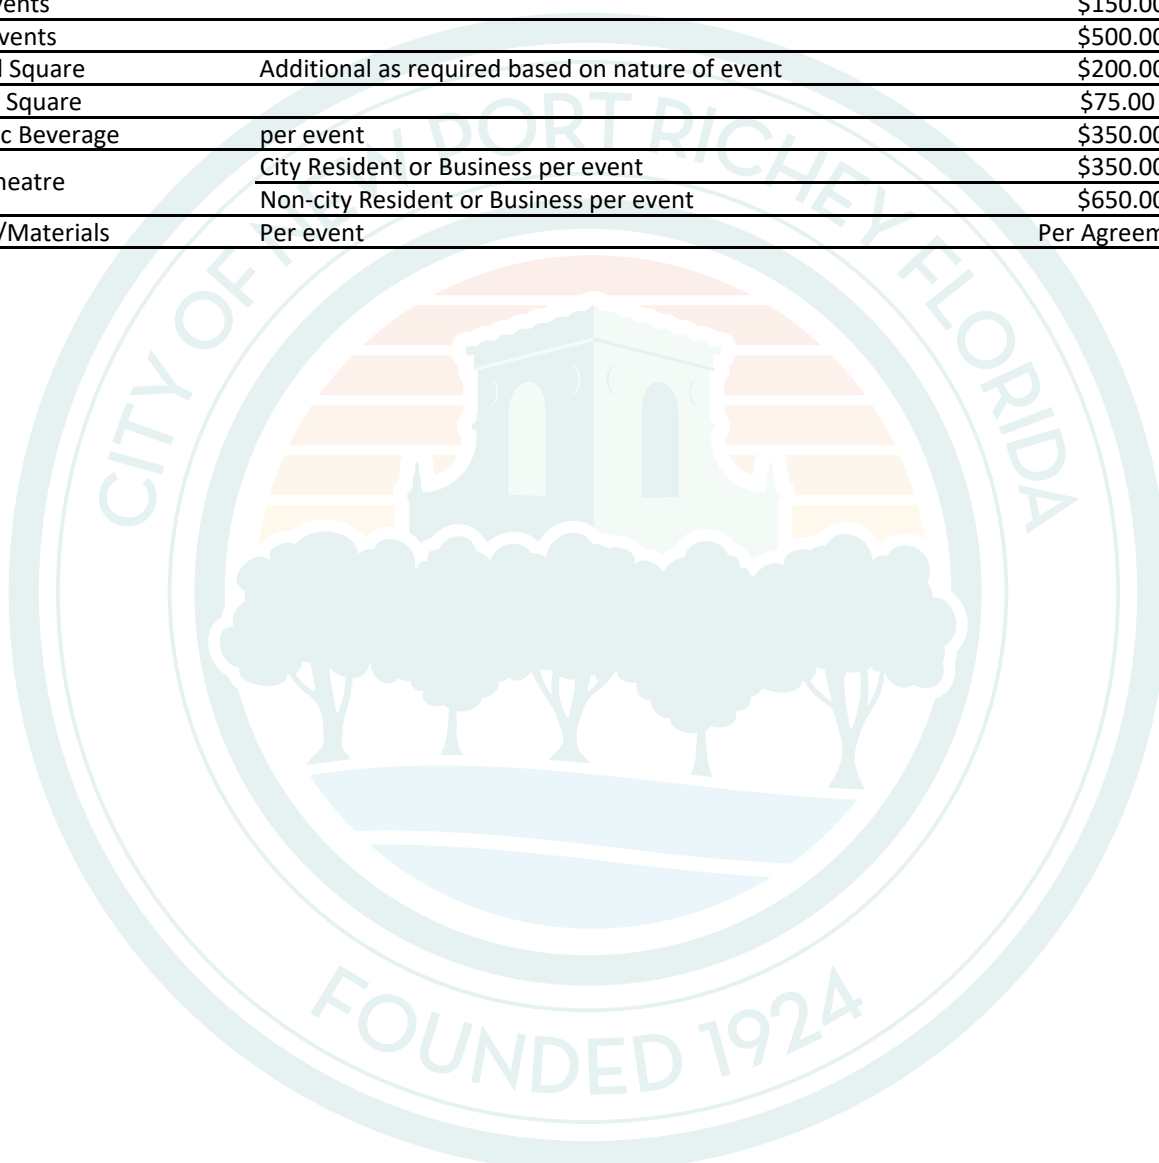 vents $150.00
vents $500.00
l Square Additional as required based on nature of event $200.00
Square $75.00
c Beverage per event $350.00
heatre City Resident or Business per event $350.00
Non-city Resident or Business per event $650.00
/Materials Per event Per Agreem
CITY OF NEW PORT RICHEY FLORIDA
FOUNDED 1924